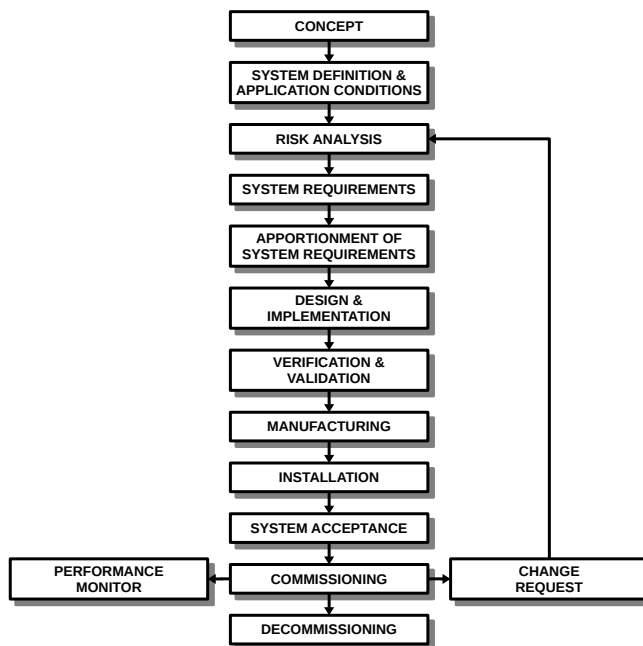 CONCEPT
SYSTEM DEFINITION &
APPLICATION CONDITIONS
RISK ANALYSIS
SYSTEM REQUIREMENTS
APPORTIONMENT OF
SYSTEM REQUIREMENTS
DESIGN &
IMPLEMENTATION
VERIFICATION &
VALIDATION
MANUFACTURING
INSTALLATION
SYSTEM ACCEPTANCE
PERFORMANCE
MONITOR
COMMISSIONING
CHANGE
REQUEST
DECOMMISSIONING